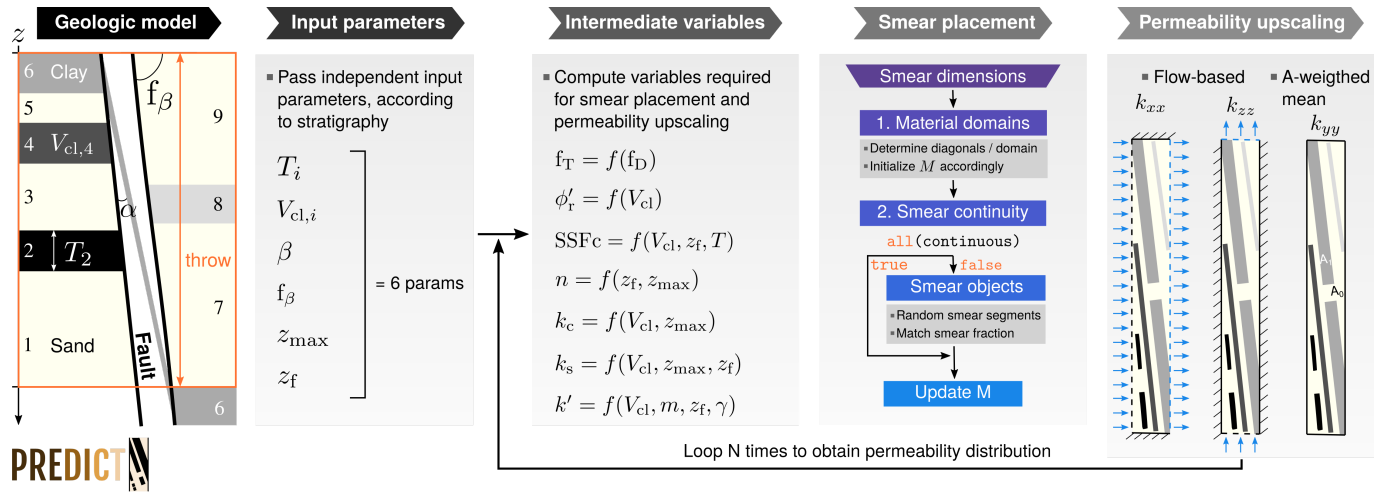 Geologic model
Input parameters
Intermediate variables
Smear placement
Permeability upscaling
z
6 Clay
5
4 V_cl,4
3
2 T_2
1 Sand
f_β
9
8
α
throw
7
Fault
6
PREDICT
▪ Pass independent input
parameters, according
to stratigraphy
T_i
V_cl,i
β
f_β
z_max
z_f
= 6 params
▪ Compute variables required
for smear placement and
permeability upscaling
f_T = f(f_D)
ϕ′_r = f(V_cl)
SSFc = f(V_cl, z_f, T)
n = f(z_f, z_max)
k_c = f(V_cl, z_max)
k_s = f(V_cl, z_max, z_f)
k′ = f(V_cl, m, z_f, γ)
Smear dimensions
1. Material domains
▪ Determine diagonals / domain
▪ Initialize M accordingly
2. Smear continuity
all(continuous)
true false
Smear objects
▪ Random smear segments
▪ Match smear fraction
Update M
▪ Flow-based
k_xx
k_zz
▪ A-weigthed
mean
k_yy
A_1
A_0
Loop N times to obtain permeability distribution